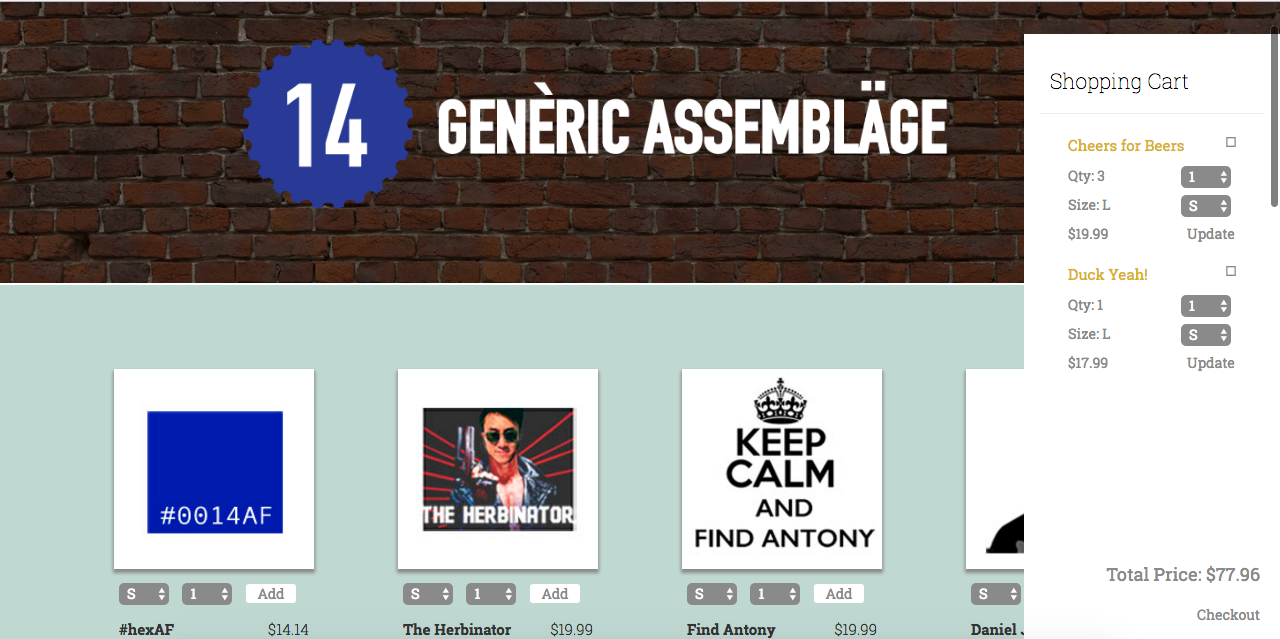 14
GENÈRIC ASSEMBLÄGE
Shopping Cart
Cheers for Beers
Qty: 3 1
Size: L S
$19.99 Update
Duck Yeah!
Qty: 1 1
Size: L S
$17.99 Update
Total Price: $77.96
Checkout
#0014AF
THE HERBINATOR
KEEP
CALM
AND
FIND ANTONY
S 1 Add
S 1 Add
S 1 Add
S
#hexAF $14.14
The Herbinator $19.99
Find Antony $19.99
Daniel